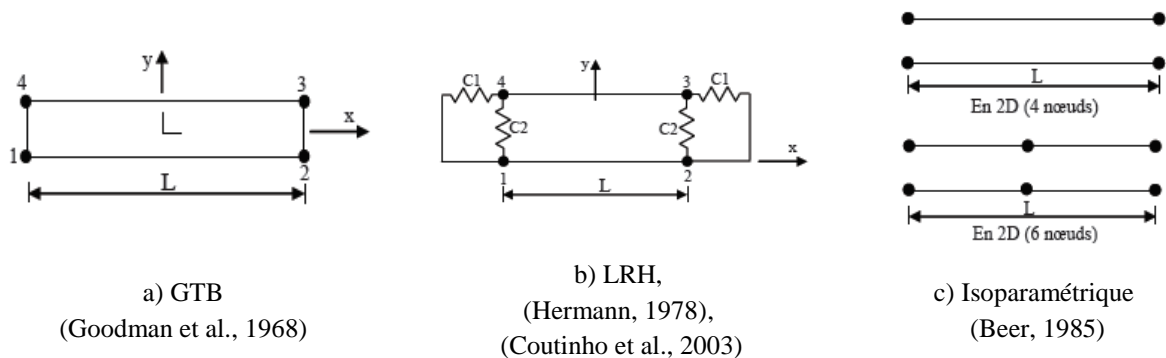 4
y
3
x
1
2
L
a) GTB
(Goodman et al., 1968)
y
C1
4
3
C1
C2
C2
x
1
2
L
b) LRH,
(Hermann, 1978),
(Coutinho et al., 2003)
L
En 2D (4 nœuds)
L
En 2D (6 nœuds)
c) Isoparamétrique
(Beer, 1985)